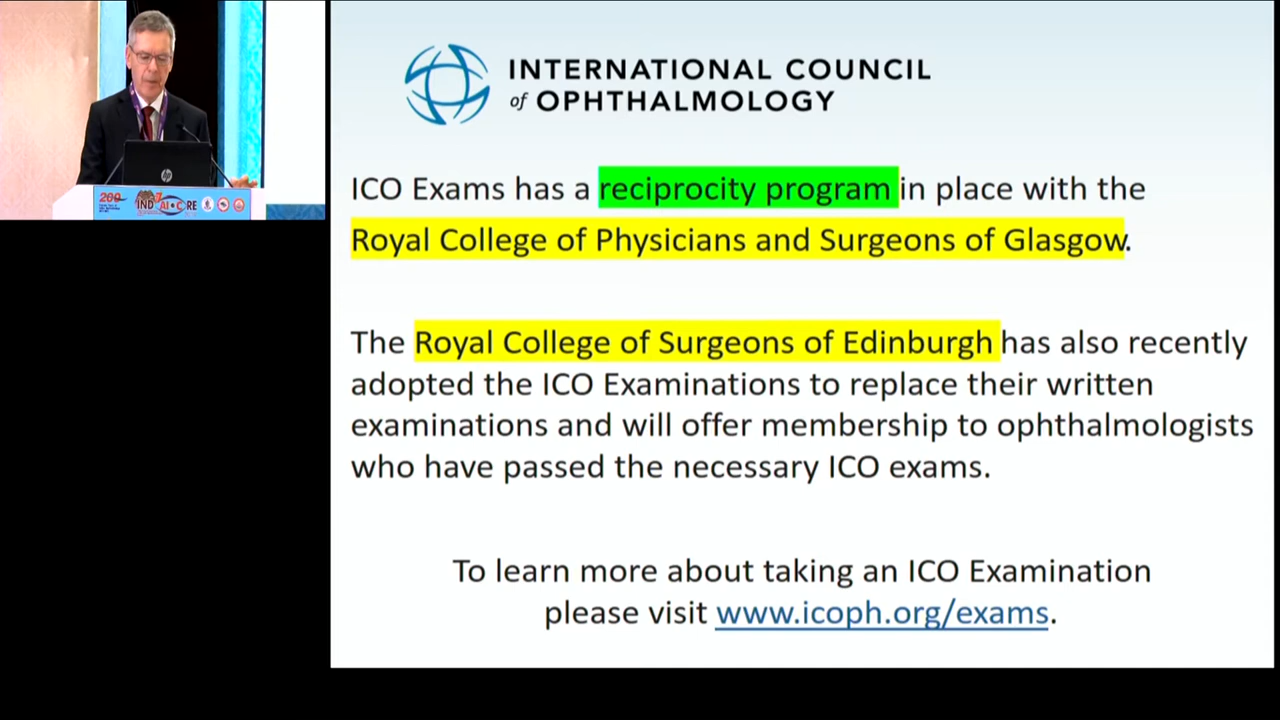 INTERNATIONAL COUNCIL
of OPHTHALMOLOGY
ICO Exams has a reciprocity program in place with the
Royal College of Physicians and Surgeons of Glasgow.
The Royal College of Surgeons of Edinburgh has also recently
adopted the ICO Examinations to replace their written
examinations and will offer membership to ophthalmologists
who have passed the necessary ICO exams.
To learn more about taking an ICO Examination
please visit www.icoph.org/exams.
hp
200